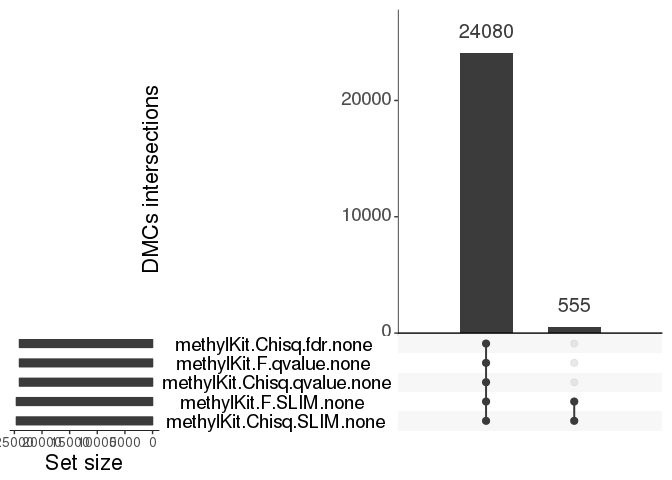 24080
20000
10000
555
0
DMCs intersections
methylKit.Chisq.fdr.none
methylKit.F.qvalue.none
methylKit.Chisq.qvalue.none
methylKit.F.SLIM.none
methylKit.Chisq.SLIM.none
25000 20000 15000 10000 5000 0
Set size